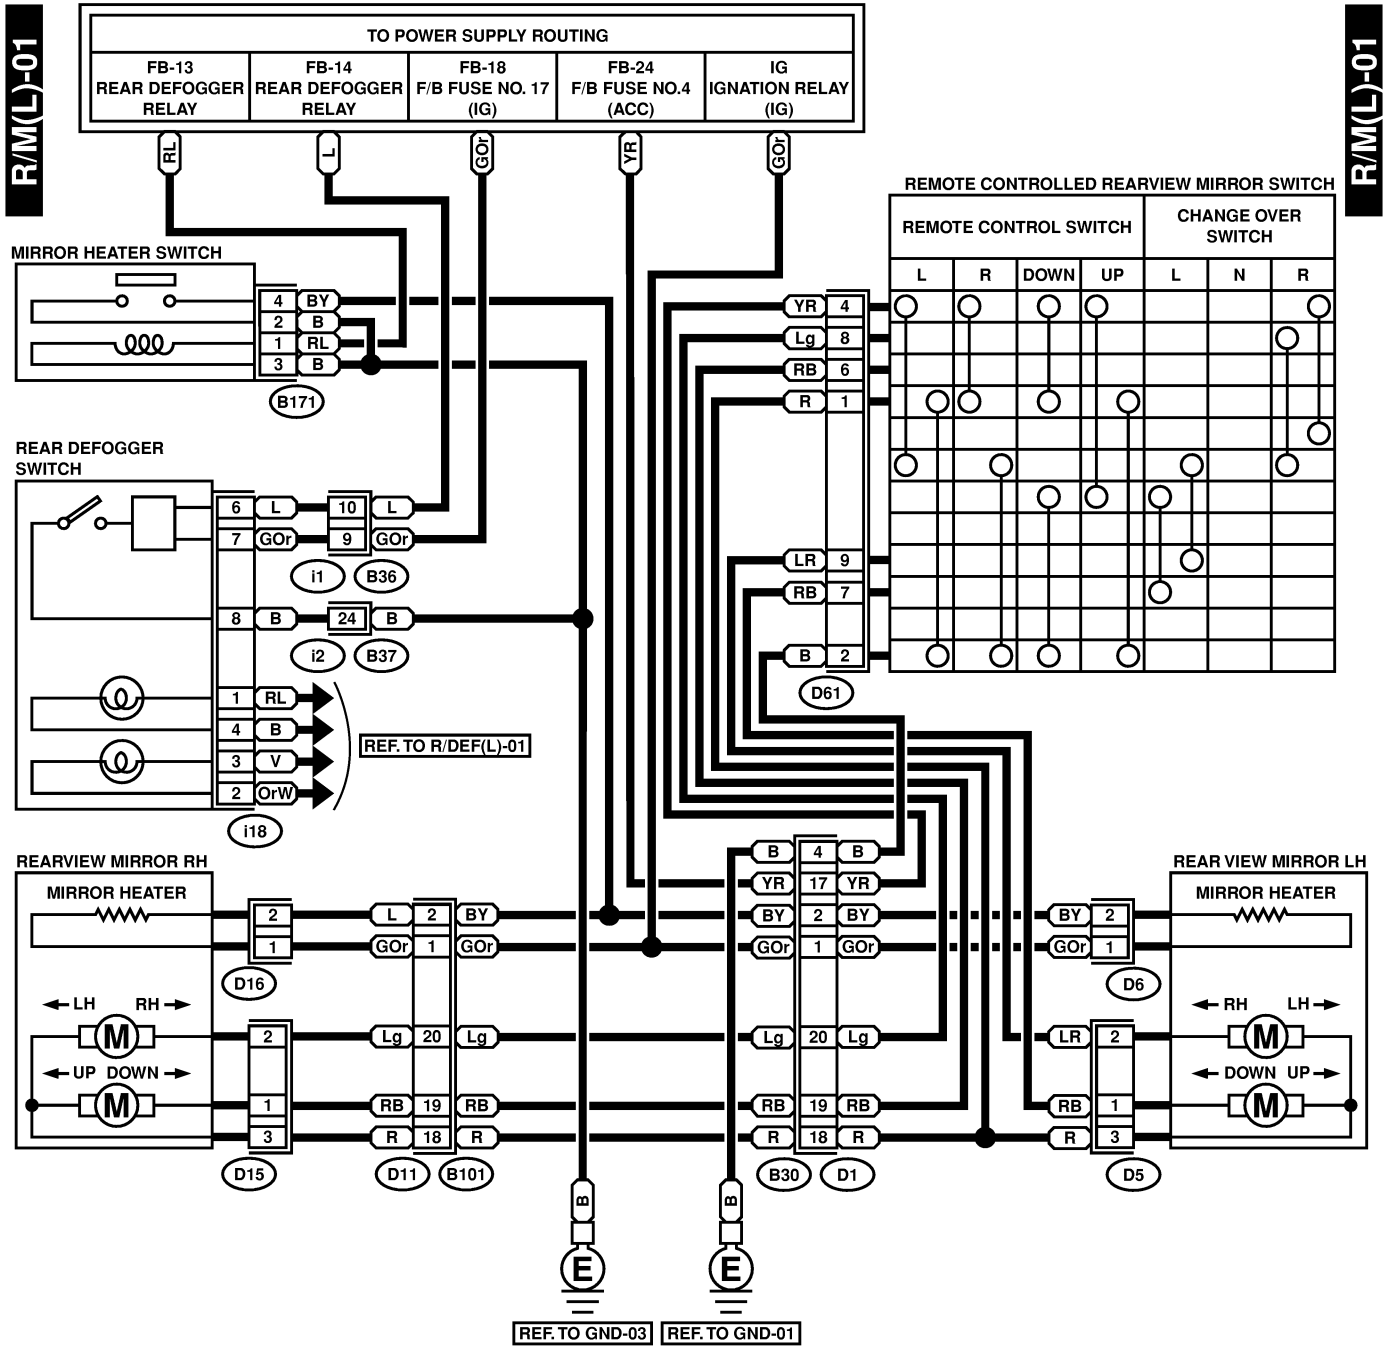 R/M(L)-01
R/M(L)-01
TO POWER SUPPLY ROUTING
FB-13
REAR DEFOGGER
RELAY
FB-14
REAR DEFOGGER
RELAY
FB-18
F/B FUSE NO. 17
(IG)
FB-24
F/B FUSE NO.4
(ACC)
IG
IGNATION RELAY
(IG)
RL
L
GOr
YR
GOr
REMOTE CONTROLLED REARVIEW MIRROR SWITCH
REMOTE CONTROL SWITCH
CHANGE OVER
SWITCH
L R DOWN UP L N R
YR 4
Lg 8
RB 6
R 1
LR 9
RB 7
B 2
D61
MIRROR HEATER SWITCH
4 BY
2 B
1 RL
3 B
B171
REAR DEFOGGER
SWITCH
6 L 10 L
7 GOr 9 GOr
i1 B36
8 B 24 B
i2 B37
1 RL
4 B
3 V
2 OrW
REF. TO R/DEF(L)-01
i18
REARVIEW MIRROR RH
MIRROR HEATER
2 L 2 BY
1 GOr 1 GOr
D16
LH RH
M
2 Lg 20 Lg
UP DOWN
M
1 RB 19 RB
3 R 18 R
D15 D11 B101
B 4 B
YR 17 YR
BY 2 BY
GOr 1 GOr
Lg 20 Lg
RB 19 RB
R 18 R
B30 D1
REAR VIEW MIRROR LH
MIRROR HEATER
BY 2
GOr 1
D6
RH LH
LR 2 M
DOWN UP
RB 1 M
R 3
D5
B
B
E
E
REF. TO GND-03
REF. TO GND-01